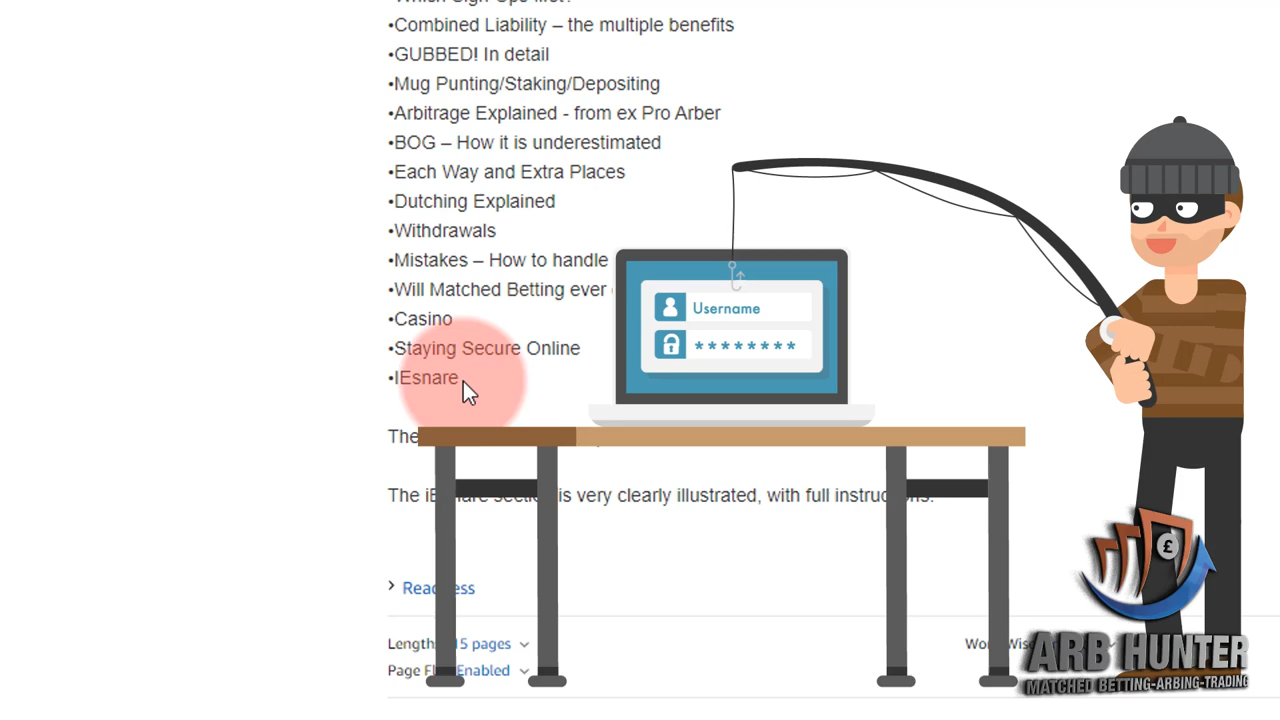 •Combined Liability – the multiple benefits
•GUBBED! In detail
•Mug Punting/Staking/Depositing
•Arbitrage Explained - from ex Pro Arber
•BOG – How it is underestimated
•Each Way and Extra Places
•Dutching Explained
•Withdrawals
•Mistakes – How to handle
•Will Matched Betting ever
•Casino
•Staying Secure Online
•IEsnare
Username
********
The
The is very clearly illustrated, with full
Length 15 pages
Enabled
£
ARB HUNTER
MATCHED BETTING-ARBING-TRADING